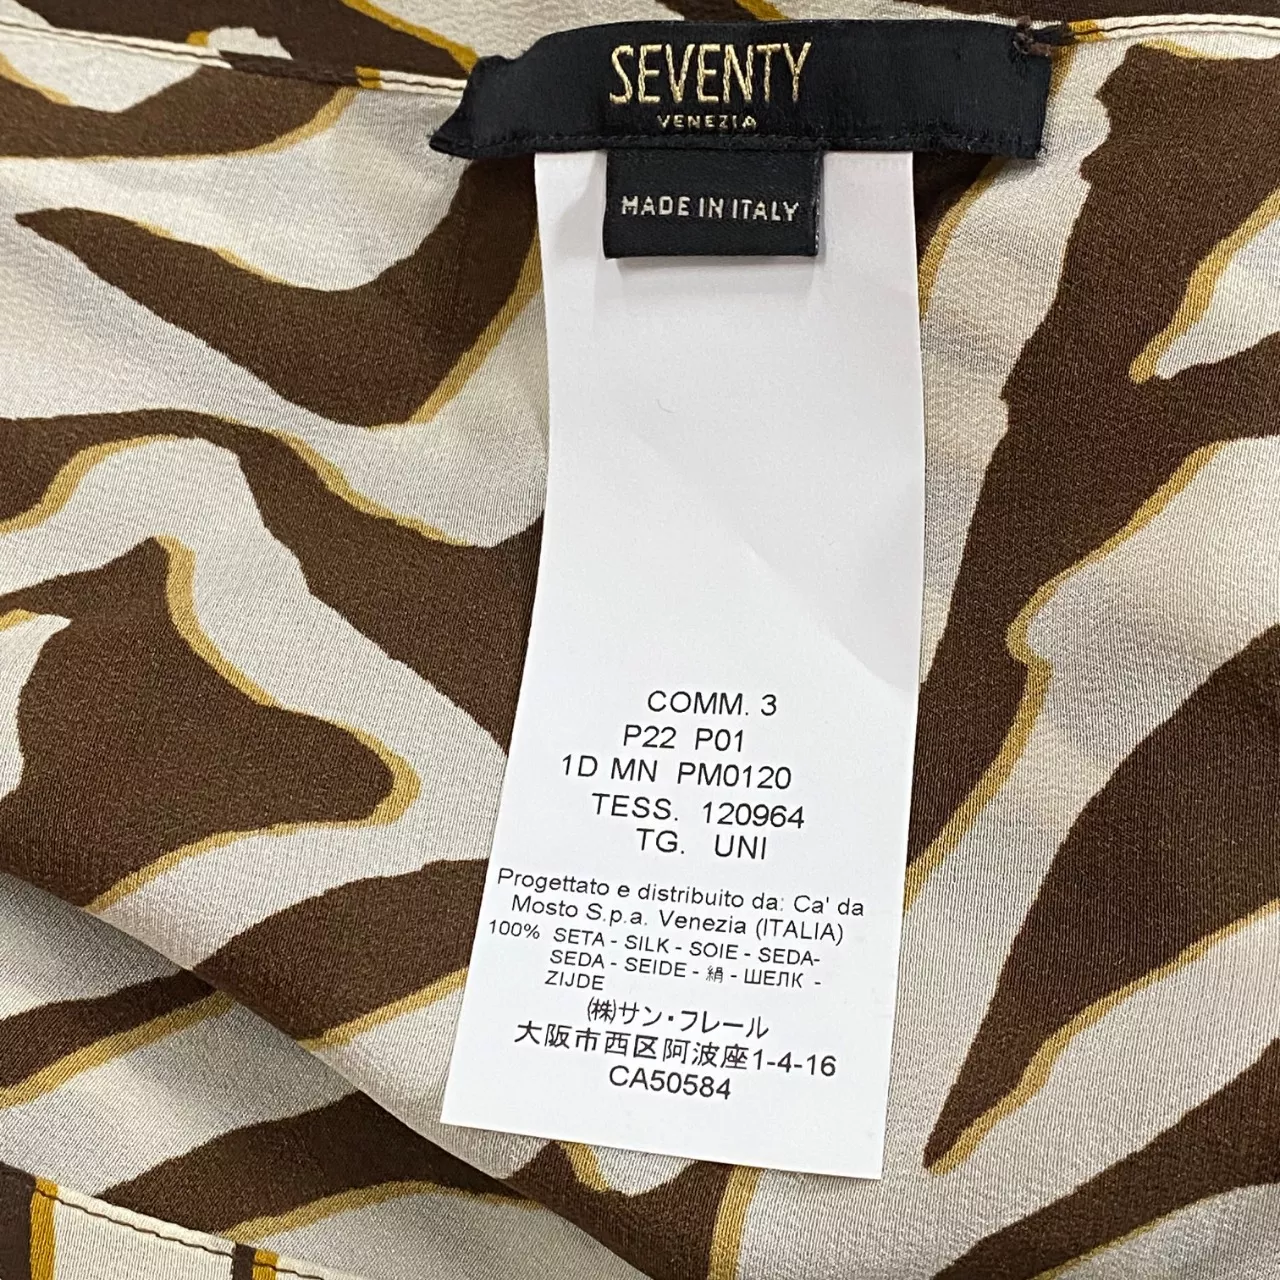 SEVENTY
VENEZIA
MADE IN ITALY
COMM. 3
P22 P01
1D MN PM0120
TESS. 120964
TG. UNI
Progettato e distribuito da: Ca' da
Mosto S.p.a. Venezia (ITALIA)
100% SETA - SILK - SOIE - SEDA-
SEDA - SEIDE - 絹 - ШЕЛК -
ZIJDE
㈱サン・フレール
大阪市西区阿波座1-4-16
CA50584